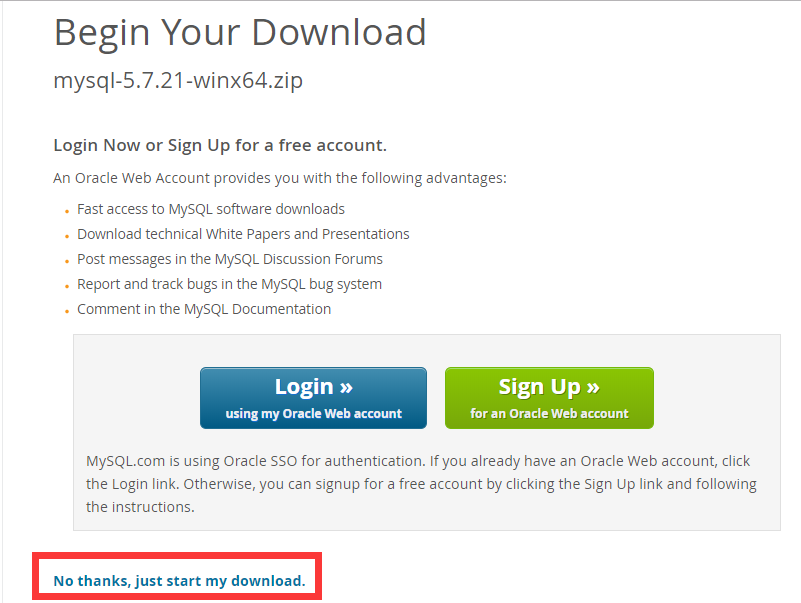 Begin Your Download
mysql-5.7.21-winx64.zip
Login Now or Sign Up for a free account.
An Oracle Web Account provides you with the following advantages:
Fast access to MySQL software downloads
Download technical White Papers and Presentations
Post messages in the MySQL Discussion Forums
Report and track bugs in the MySQL bug system
Comment in the MySQL Documentation
Login »
using my Oracle Web account
Sign Up »
for an Oracle Web account
MySQL.com is using Oracle SSO for authentication. If you already have an Oracle Web account, click
the Login link. Otherwise, you can signup for a free account by clicking the Sign Up link and following
the instructions.
No thanks, just start my download.